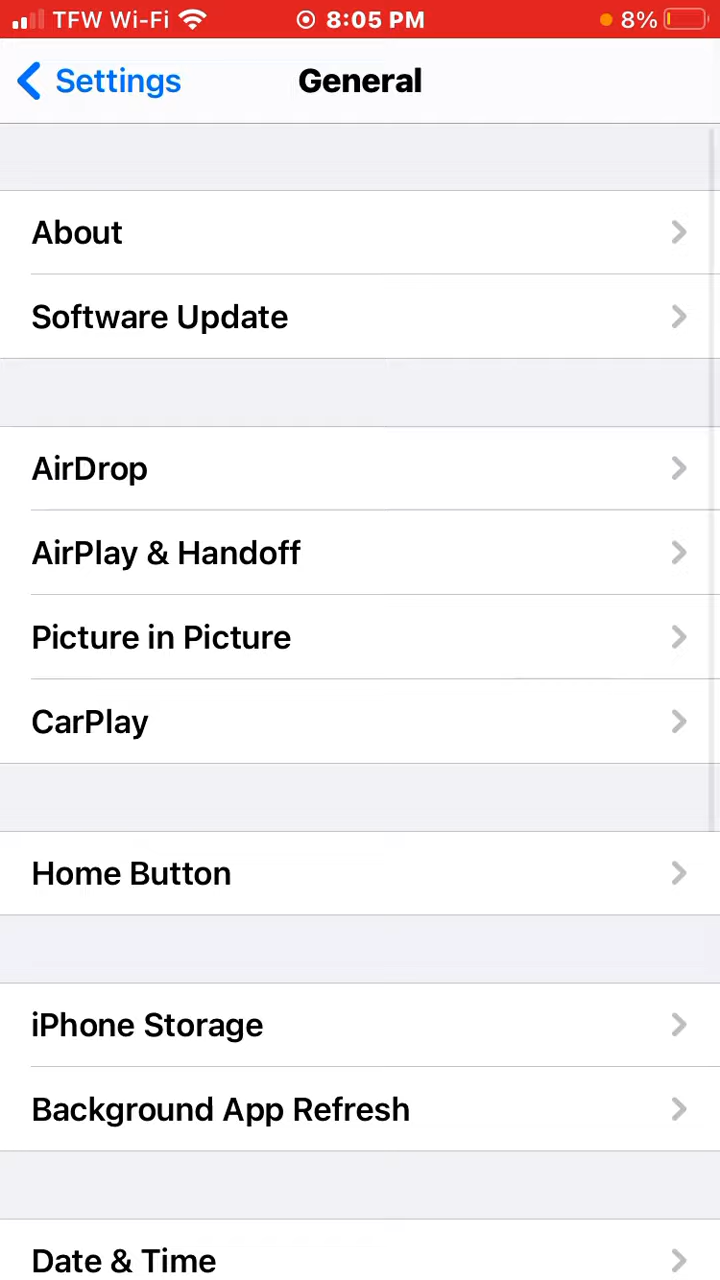 TFW Wi-Fi 8:05 PM 8%
Settings General
About
Software Update
AirDrop
AirPlay & Handoff
Picture in Picture
CarPlay
Home Button
iPhone Storage
Background App Refresh
Date & Time